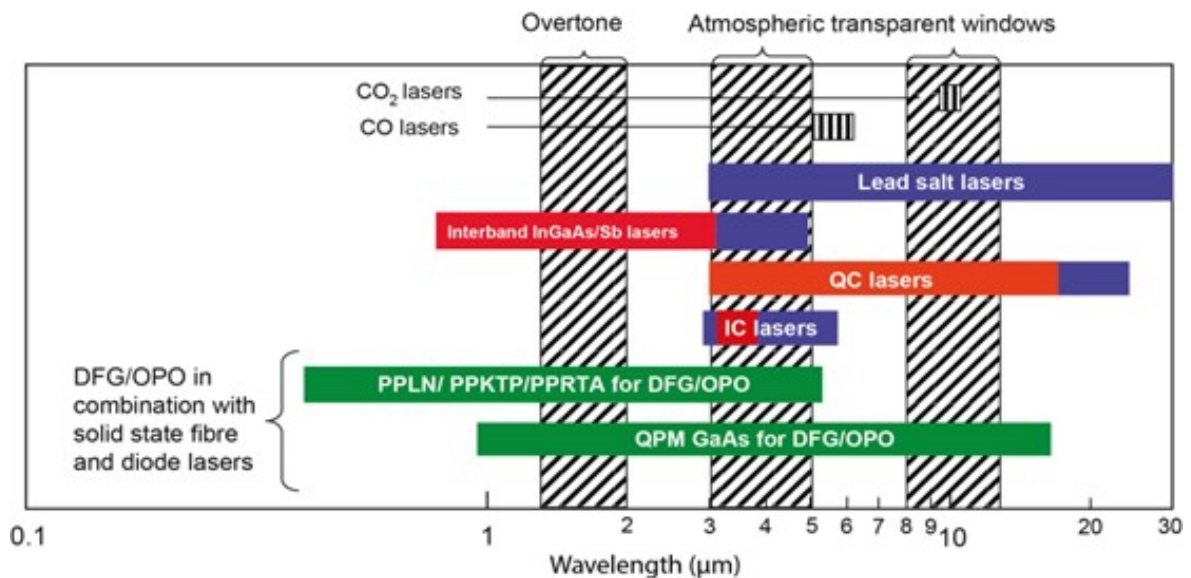 Overtone
Atmospheric transparent windows
CO₂ lasers
CO lasers
Lead salt lasers
Interband InGaAs/Sb lasers
QC lasers
IC lasers
DFG/OPO in
combination with
solid state fibre
and diode lasers
PPLN/ PPKTP/PPRTA for DFG/OPO
QPM GaAs for DFG/OPO
0.1 1 2 3 4 5 6 7 8 9 10 20 30
Wavelength (µm)